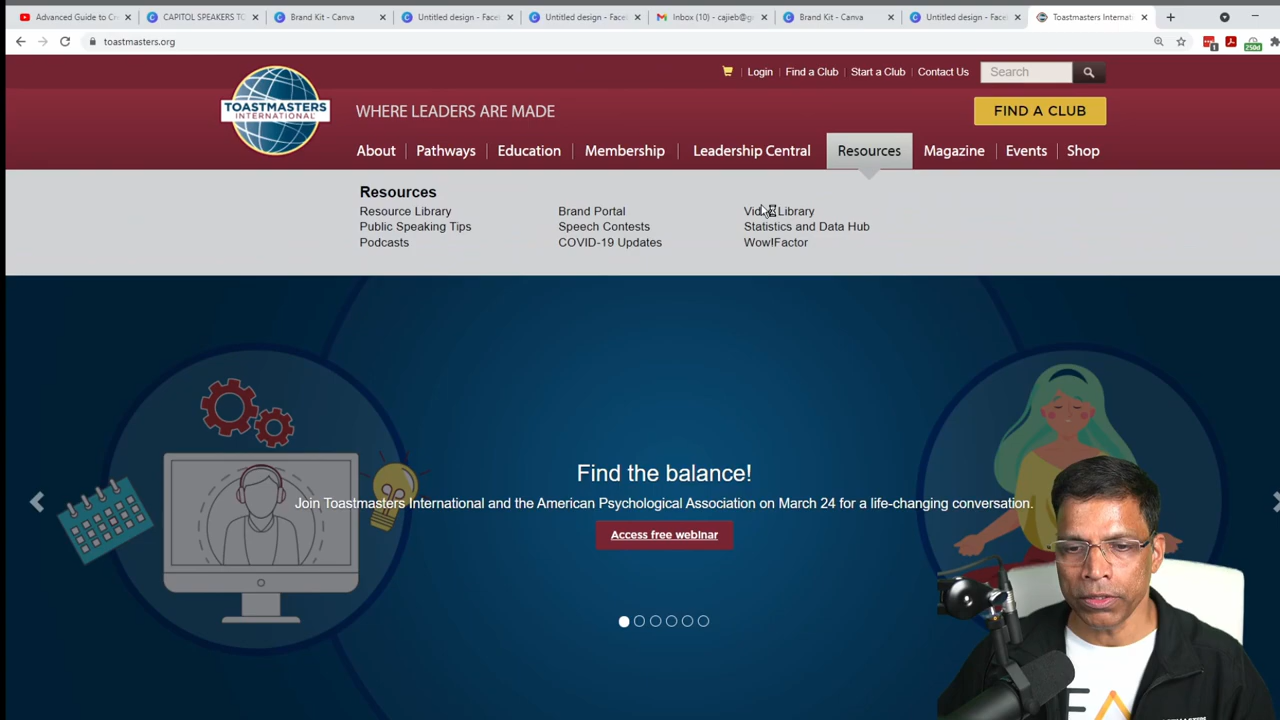 Advanced Guide to Cr
CAPITOL SPEAKERS TO
Brand Kit - Canva
Untitled design - Face
Untitled design - Face
Inbox (10) - cajieb@g
Brand Kit - Canva
Untitled design - Face
Toastmasters Internat
toastmasters.org
1
250d
Login
Find a Club
Start a Club
Contact Us
Search
TOASTMASTERS
INTERNATIONAL
WHERE LEADERS ARE MADE
FIND A CLUB
About
Pathways
Education
Membership
Leadership Central
Resources
Magazine
Events
Shop
Resources
Resource Library
Brand Portal
Video Library
Public Speaking Tips
Speech Contests
Statistics and Data Hub
Podcasts
COVID-19 Updates
Wow!Factor
Find the balance!
Join Toastmasters International and the American Psychological Association on March 24 for a life-changing conversation.
Access free webinar